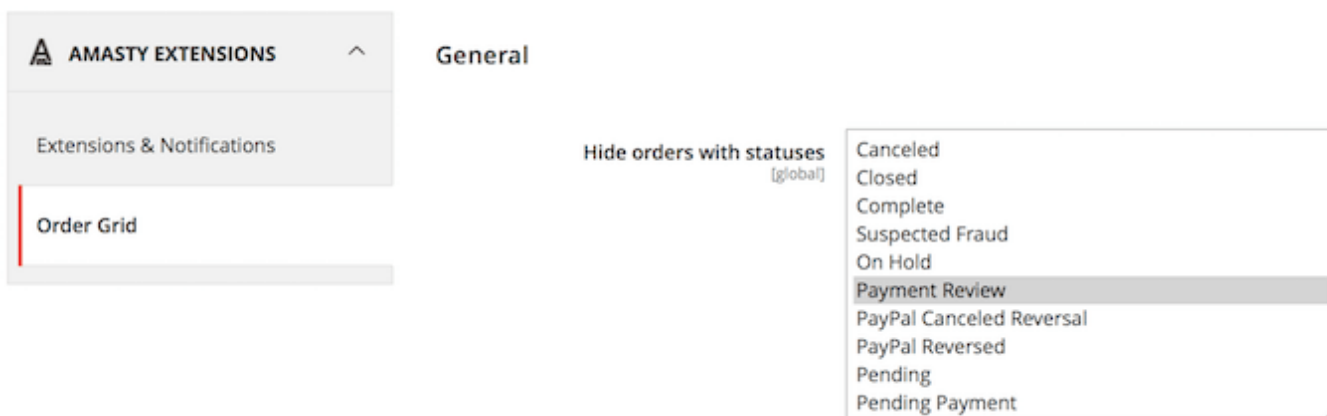 AMASTY EXTENSIONS
Extensions & Notifications
Order Grid
General
Hide orders with statuses
[global]
Canceled
Closed
Complete
Suspected Fraud
On Hold
Payment Review
PayPal Canceled Reversal
PayPal Reversed
Pending
Pending Payment